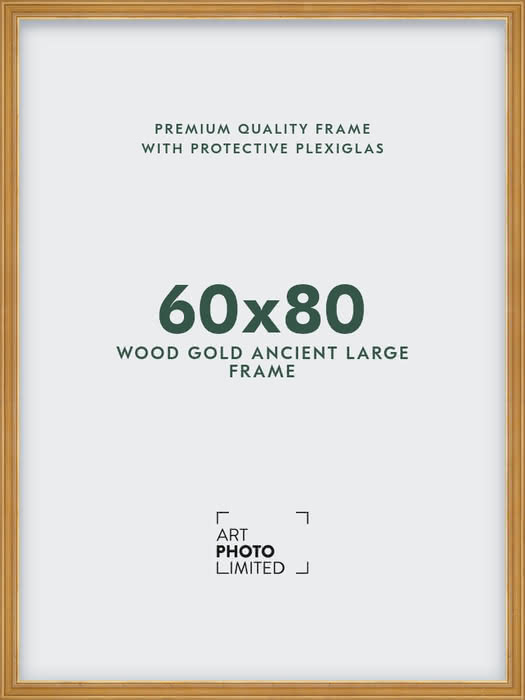 PREMIUM QUALITY FRAME
WITH PROTECTIVE PLEXIGLAS
60x80
WOOD GOLD ANCIENT LARGE
FRAME
ART
PHOTO
LIMITED